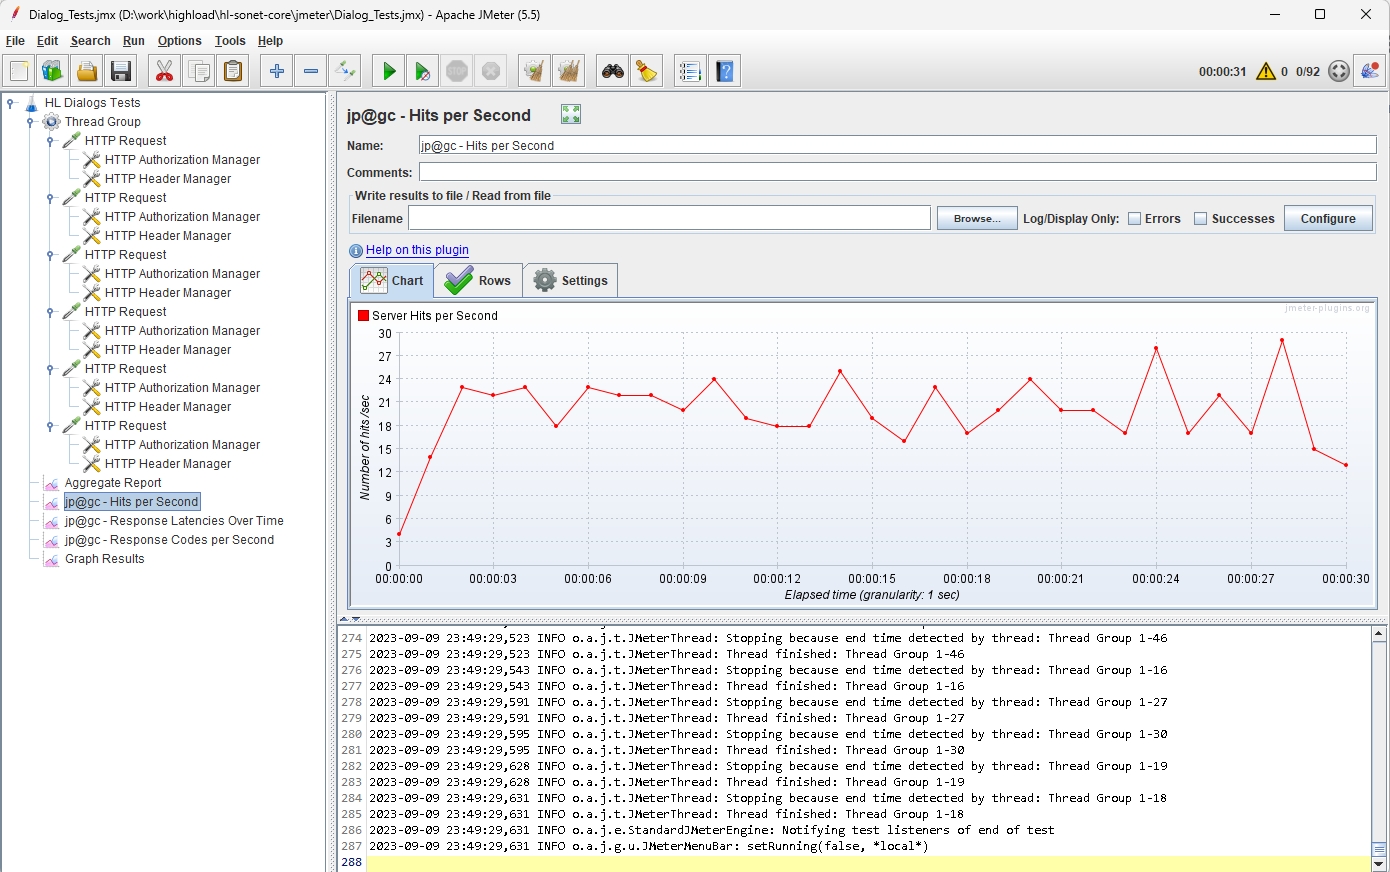 Dialog_Tests.jmx (D:\work\highload\hl-sonet-core\jmeter\Dialog_Tests.jmx) - Apache JMeter (5.5)
File Edit Search Run Options Tools Help
STOP
00:00:31 0 0/92
HL Dialogs Tests
Thread Group
HTTP Request
HTTP Authorization Manager
HTTP Header Manager
HTTP Request
HTTP Authorization Manager
HTTP Header Manager
HTTP Request
HTTP Authorization Manager
HTTP Header Manager
HTTP Request
HTTP Authorization Manager
HTTP Header Manager
HTTP Request
HTTP Authorization Manager
HTTP Header Manager
HTTP Request
HTTP Authorization Manager
HTTP Header Manager
Aggregate Report
jp@gc - Hits per Second
jp@gc - Response Latencies Over Time
jp@gc - Response Codes per Second
Graph Results
jp@gc - Hits per Second
Name: jp@gc - Hits per Second
Comments:
Write results to file / Read from file
Filename Browse... Log/Display Only: Errors Successes Configure
Help on this plugin
Chart Rows Settings
Server Hits per Second
jmeter-plugins.org
30
27
24
21
18
15
12
9
6
3
0
Number of hits /sec
00:00:00 00:00:03 00:00:06 00:00:09 00:00:12 00:00:15 00:00:18 00:00:21 00:00:24 00:00:27 00:00:30
Elapsed time (granularity: 1 sec)
274 2023-09-09 23:49:29,523 INFO o.a.j.t.JMeterThread: Stopping because end time detected by thread: Thread Group 1-46
275 2023-09-09 23:49:29,523 INFO o.a.j.t.JMeterThread: Thread finished: Thread Group 1-46
276 2023-09-09 23:49:29,543 INFO o.a.j.t.JMeterThread: Stopping because end time detected by thread: Thread Group 1-16
277 2023-09-09 23:49:29,543 INFO o.a.j.t.JMeterThread: Thread finished: Thread Group 1-16
278 2023-09-09 23:49:29,591 INFO o.a.j.t.JMeterThread: Stopping because end time detected by thread: Thread Group 1-27
279 2023-09-09 23:49:29,591 INFO o.a.j.t.JMeterThread: Thread finished: Thread Group 1-27
280 2023-09-09 23:49:29,595 INFO o.a.j.t.JMeterThread: Stopping because end time detected by thread: Thread Group 1-30
281 2023-09-09 23:49:29,595 INFO o.a.j.t.JMeterThread: Thread finished: Thread Group 1-30
282 2023-09-09 23:49:29,628 INFO o.a.j.t.JMeterThread: Stopping because end time detected by thread: Thread Group 1-19
283 2023-09-09 23:49:29,628 INFO o.a.j.t.JMeterThread: Thread finished: Thread Group 1-19
284 2023-09-09 23:49:29,631 INFO o.a.j.t.JMeterThread: Stopping because end time detected by thread: Thread Group 1-18
285 2023-09-09 23:49:29,631 INFO o.a.j.t.JMeterThread: Thread finished: Thread Group 1-18
286 2023-09-09 23:49:29,631 INFO o.a.j.e.StandardJMeterEngine: Notifying test listeners of end of test
287 2023-09-09 23:49:29,631 INFO o.a.j.g.u.JMeterMenuBar: setRunning(false, *local*)
288